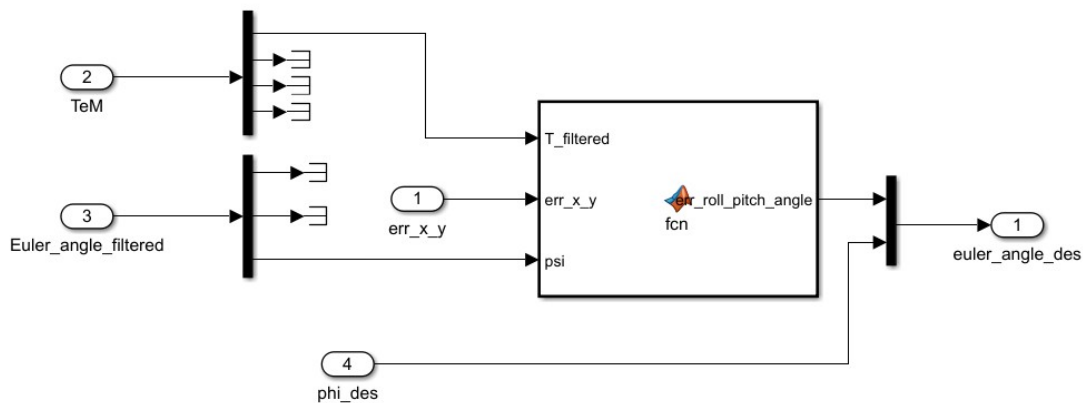 2
TeM
T_filtered
3
Euler_angle_filtered
1
err_x_y
err_x_y
err_roll_pitch_angle
fcn
psi
1
euler_angle_des
4
phi_des